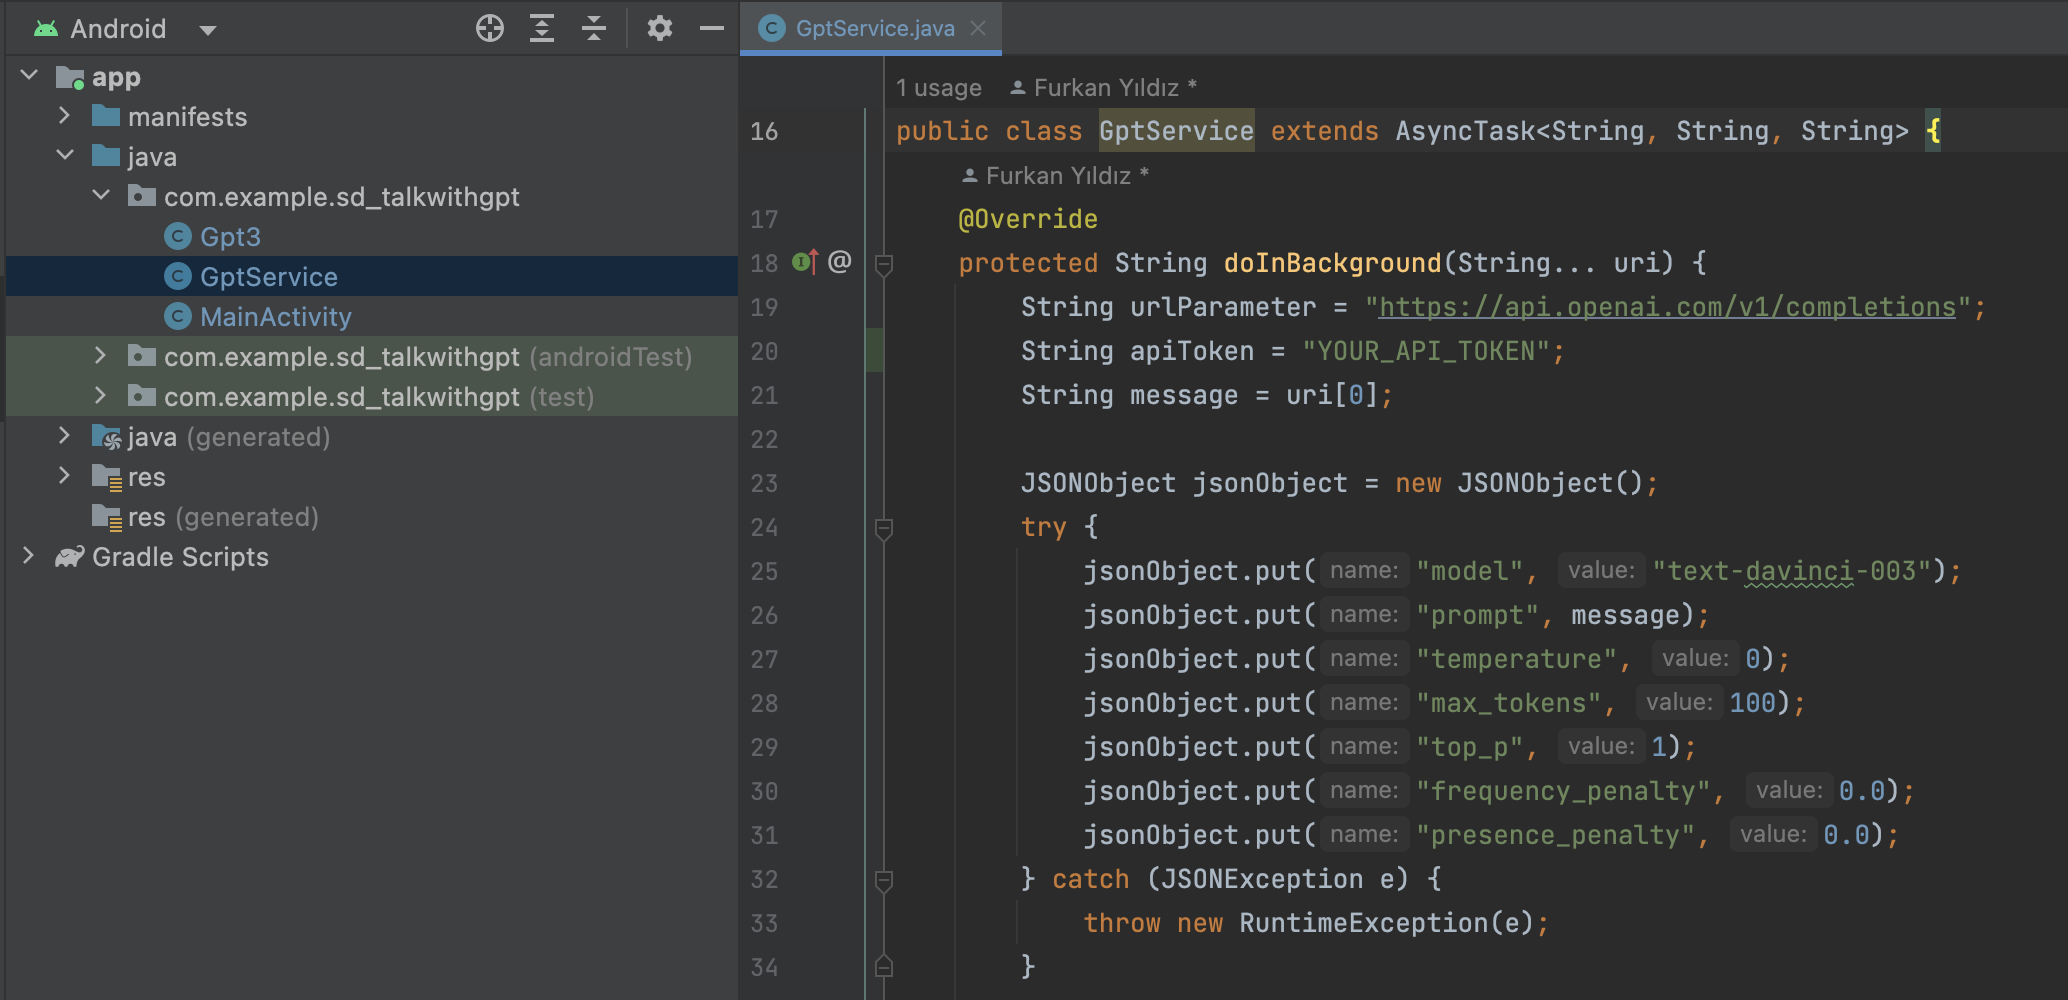 Android
app
manifests
java
com.example.sd_talkwithgpt
Gpt3
GptService
MainActivity
com.example.sd_talkwithgpt (androidTest)
com.example.sd_talkwithgpt (test)
java (generated)
res
res (generated)
Gradle Scripts
GptService.java
1 usage Furkan Yıldız *
16 public class GptService extends AsyncTask<String, String, String> {
Furkan Yıldız *
17 @Override
18 @ protected String doInBackground(String... uri) {
19 String urlParameter = "https://api.openai.com/v1/completions";
20 String apiToken = "YOUR_API_TOKEN";
21 String message = uri[0];
22
23 JSONObject jsonObject = new JSONObject();
24 try {
25 jsonObject.put( name: "model", value: "text-davinci-003");
26 jsonObject.put( name: "prompt", message);
27 jsonObject.put( name: "temperature", value: 0);
28 jsonObject.put( name: "max_tokens", value: 100);
29 jsonObject.put( name: "top_p", value: 1);
30 jsonObject.put( name: "frequency_penalty", value: 0.0);
31 jsonObject.put( name: "presence_penalty", value: 0.0);
32 } catch (JSONException e) {
33 throw new RuntimeException(e);
34 }